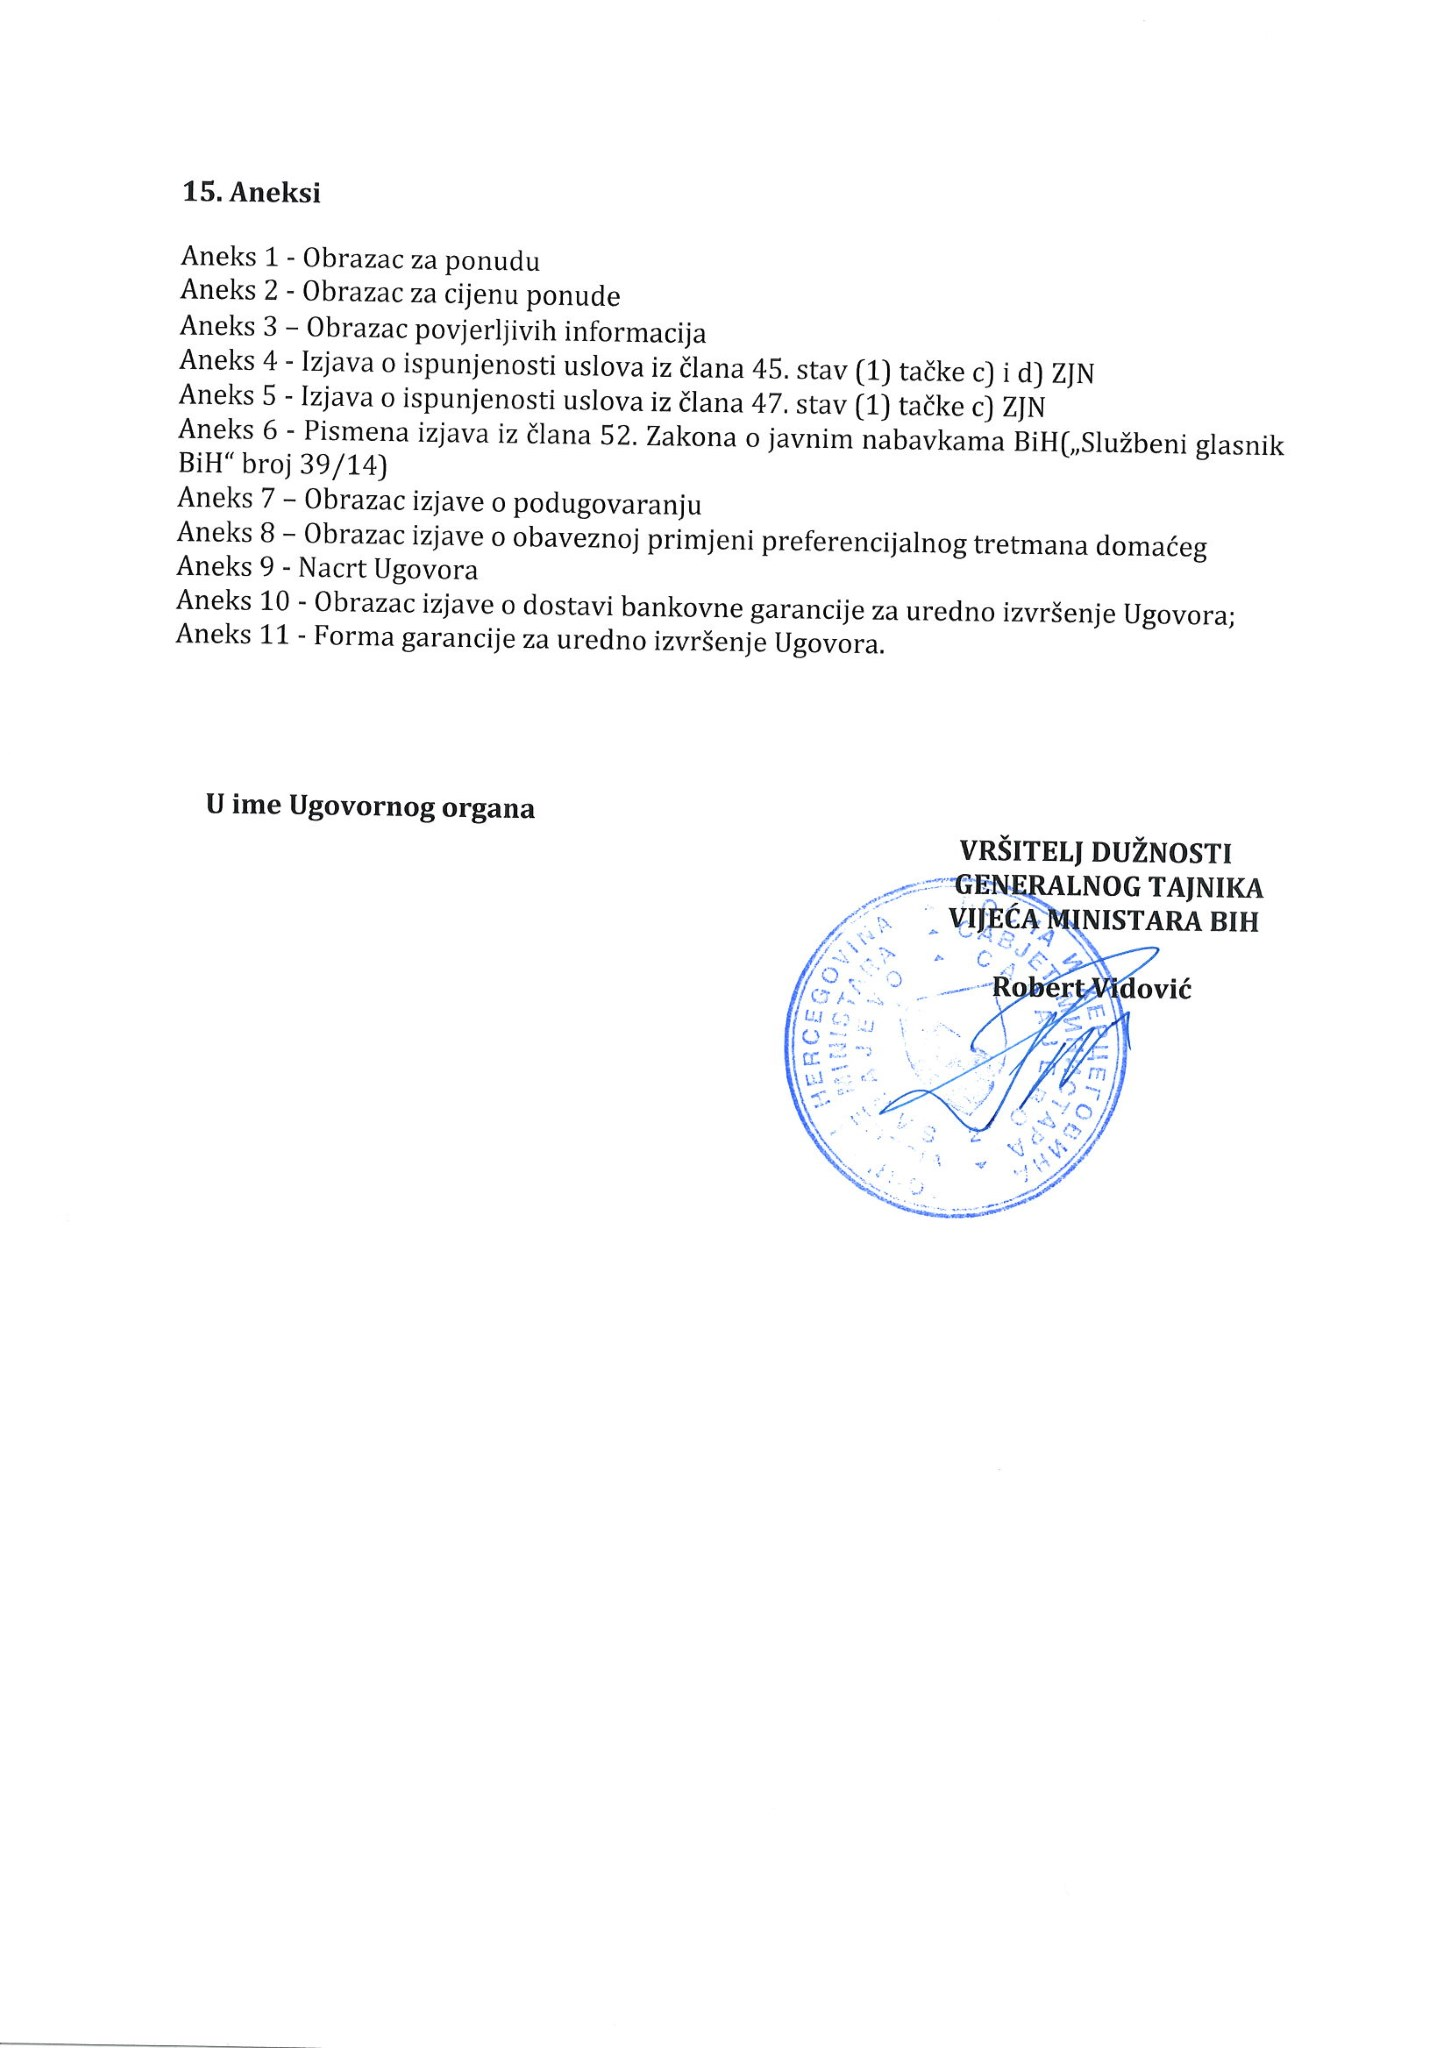 15. Aneksi
Aneks 1 - Obrazac za ponudu
Aneks 2 - Obrazac za cijenu ponude
Aneks 3 – Obrazac povjerljivih informacija
Aneks 4 - Izjava o ispunjenosti uslova iz člana 45. stav (1) tačke c) i d) ZJN
Aneks 5 - Izjava o ispunjenosti uslova iz člana 47. stav (1) tačke c) ZJN
Aneks 6 - Pismena izjava iz člana 52. Zakona o javnim nabavkama BiH(„Službeni glasnik
BiH“ broj 39/14)
Aneks 7 – Obrazac izjave o podugovaranju
Aneks 8 – Obrazac izjave o obaveznoj primjeni preferencijalnog tretmana domaćeg
Aneks 9 - Nacrt Ugovora
Aneks 10 - Obrazac izjave o dostavi bankovne garancije za uredno izvršenje Ugovora;
Aneks 11 - Forma garancije za uredno izvršenje Ugovora.
U ime Ugovornog organa
VRŠITELJ DUŽNOSTI
GENERALNOG TAJNIKA
VIJEĆA MINISTARA BIH
Robert Vidović
HERCEGOVINA
MINISTARA